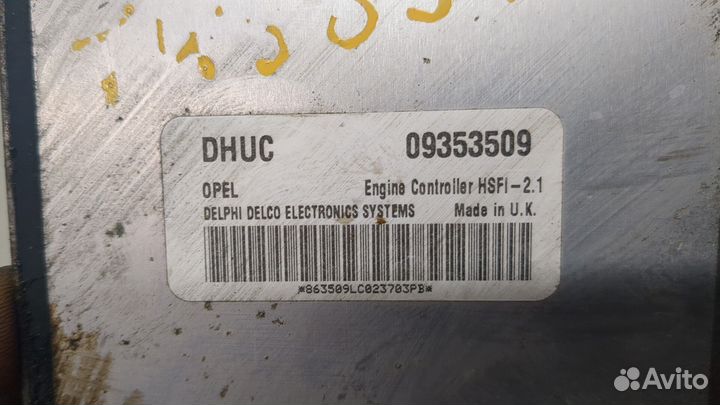 DHUC 09353509
OPEL Engine Controller HSFI-2.1
DELPHI DELCO ELECTRONICS SYSTEMS Made in U.K.
*863509LC023703PB*
Avito